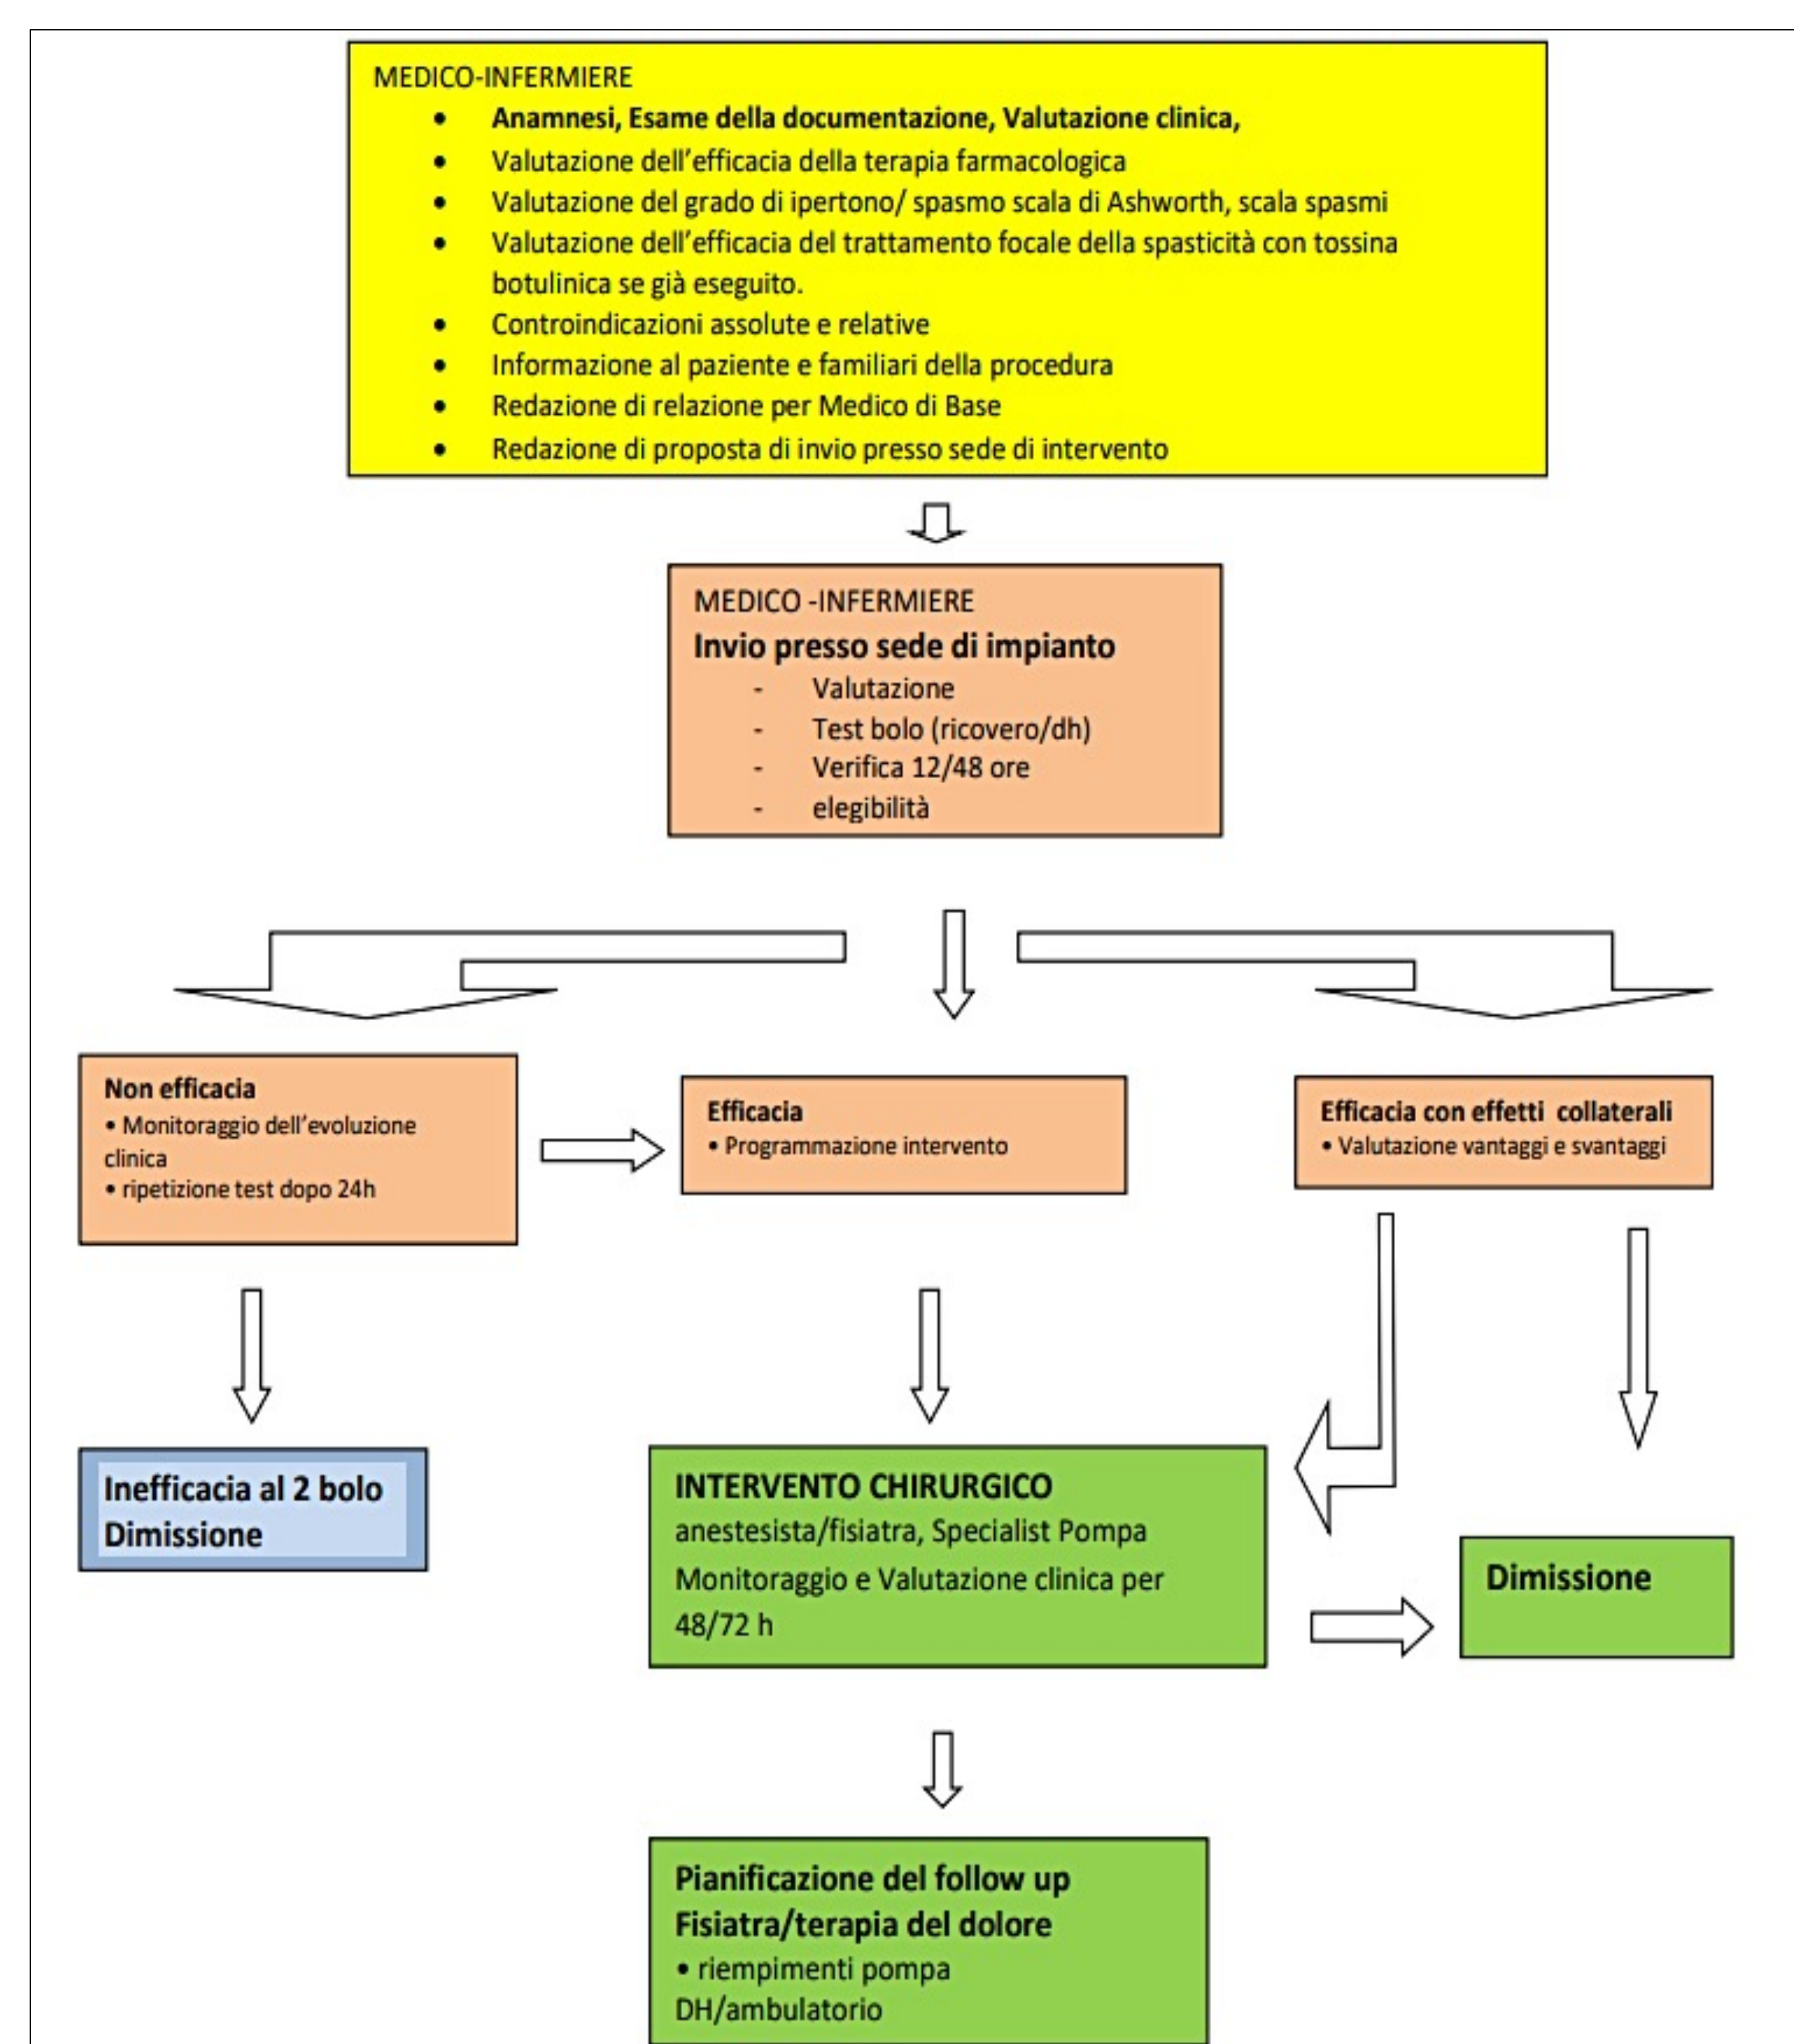 MEDICO-INFERMIERE
• Anamnesi, Esame della documentazione, Valutazione clinica,
• Valutazione dell’efficacia della terapia farmacologica
• Valutazione del grado di ipertono/ spasmo scala di Ashworth, scala spasmi
• Valutazione dell’efficacia del trattamento focale della spasticità con tossina
botulinica se già eseguito.
• Controindicazioni assolute e relative
• Informazione al paziente e familiari della procedura
• Redazione di relazione per Medico di Base
• Redazione di proposta di invio presso sede di intervento
MEDICO -INFERMIERE
Invio presso sede di impianto
- Valutazione
- Test bolo (ricovero/dh)
- Verifica 12/48 ore
- elegibilità
Non efficacia
• Monitoraggio dell’evoluzione
clinica
• ripetizione test dopo 24h
Efficacia
• Programmazione intervento
Efficacia con effetti collaterali
• Valutazione vantaggi e svantaggi
Inefficacia al 2 bolo
Dimissione
INTERVENTO CHIRURGICO
anestesista/fisiatra, Specialist Pompa
Monitoraggio e Valutazione clinica per
48/72 h
Dimissione
Pianificazione del follow up
Fisiatra/terapia del dolore
• riempimenti pompa
DH/ambulatorio